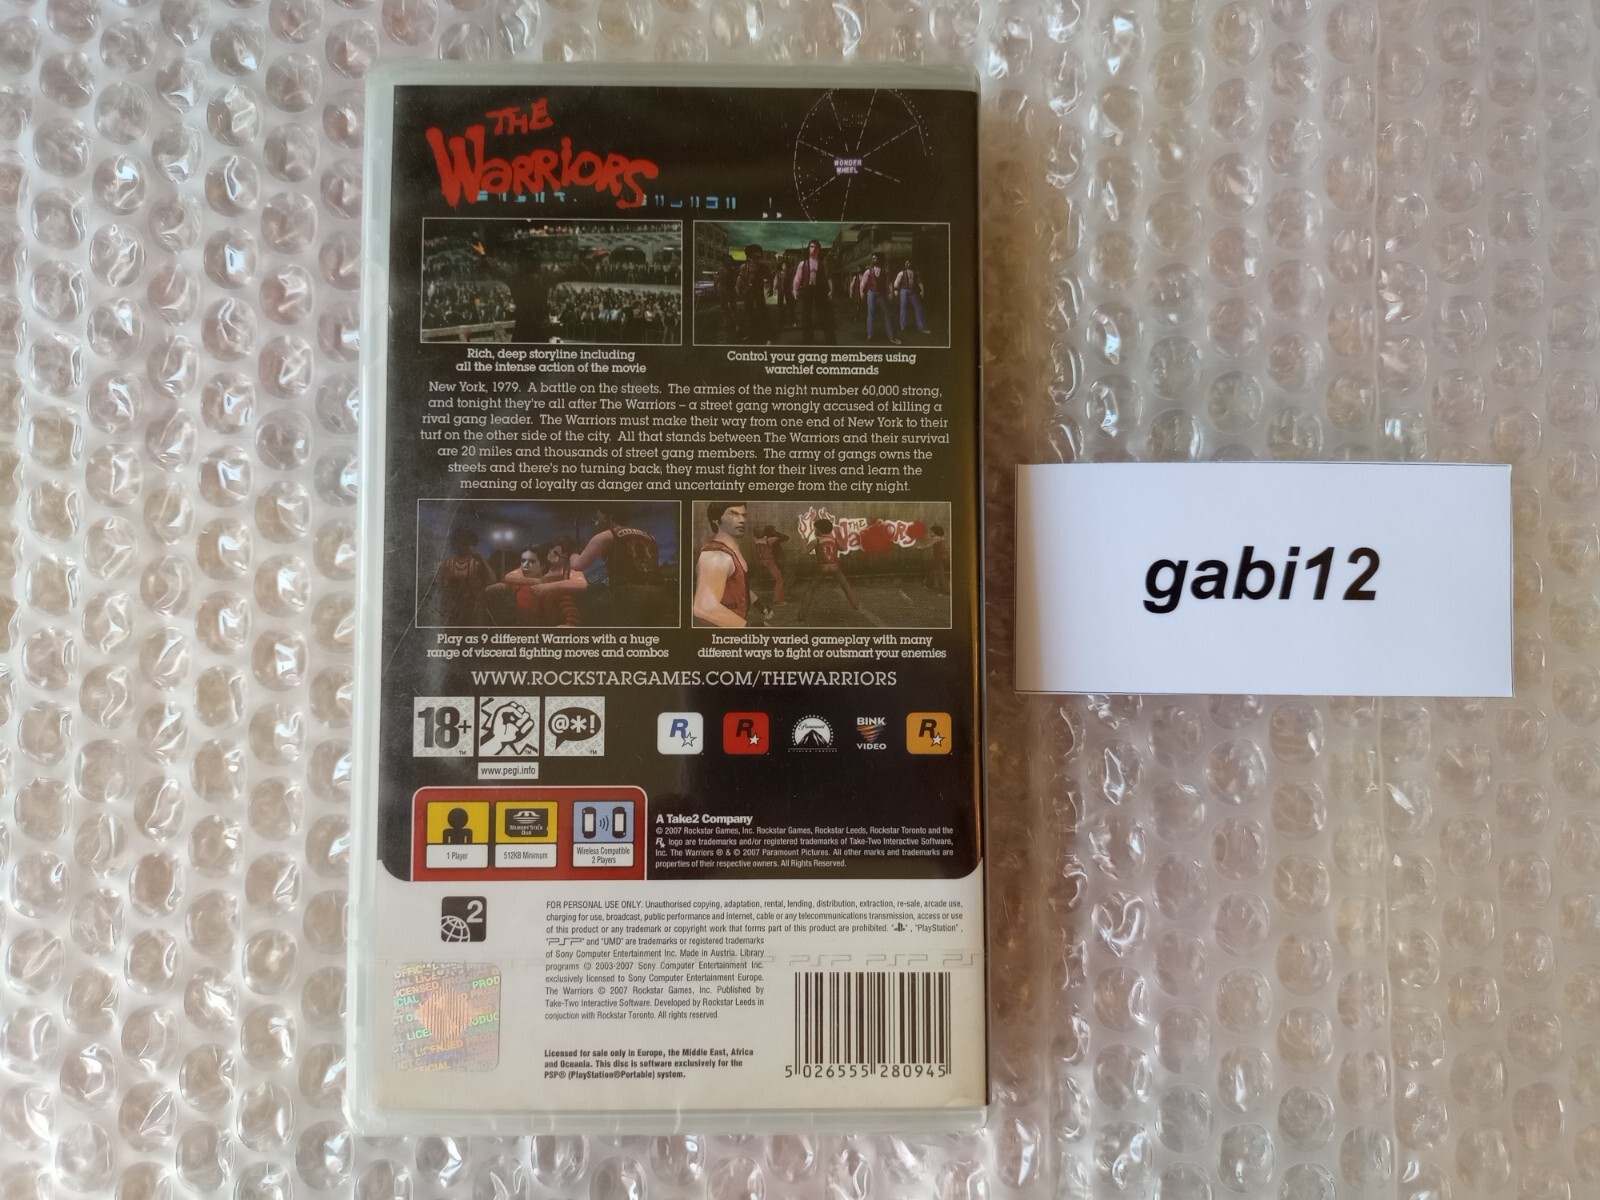 THE
WARRIORS
WONDER
WHEEL
Rich, deep storyline including
all the intense action of the movie
Control your gang members using
warchief commands
New York, 1979. A battle on the streets. The armies of the night number 60,000 strong,
and tonight they're all after The Warriors – a street gang wrongly accused of killing a
rival gang leader. The Warriors must make their way from one end of New York to their
turf on the other side of the city. All that stands between The Warriors and their survival
are 20 miles and thousands of street gang members. The army of gangs owns the
streets and there's no turning back; they must fight for their lives and learn the
meaning of loyalty as danger and uncertainty emerge from the city night.
THE
WARRIORS
Play as 9 different Warriors with a huge
range of visceral fighting moves and combos
Incredibly varied gameplay with many
different ways to fight or outsmart your enemies
WWW.ROCKSTARGAMES.COM/THEWARRIORS
18+
@*!
www.pegi.info
R
R
Paramount
BINK
VIDEO
R
1 Player
512KB Minimum
Wireless Compatible
2 Players
A Take2 Company
© 2007 Rockstar Games, Inc. Rockstar Games, Rockstar Leeds, Rockstar Toronto and the
R logo are trademarks and/or registered trademarks of Take-Two Interactive Software,
Inc. The Warriors ® & © 2007 Paramount Pictures. All other marks and trademarks are
properties of their respective owners. All Rights Reserved.
2
FOR PERSONAL USE ONLY. Unauthorised copying, adaptation, rental, lending, distribution, extraction, re-sale, arcade use,
charging for use, broadcast, public performance and internet, cable or any telecommunications transmission, access or use
of this product or any trademark or copyright work that forms part of this product are prohibited. "PlayStation",
"PSP" and "UMD" are trademarks or registered trademarks
of Sony Computer Entertainment Inc. Made in Austria. Library
programs © 2003-2007 Sony Computer Entertainment Inc.
exclusively licensed to Sony Computer Entertainment Europe.
The Warriors © 2007 Rockstar Games, Inc. Published by
Take-Two Interactive Software. Developed by Rockstar Leeds in
conjuction with Rockstar Toronto. All rights reserved.
PSP PSP PS
Licensed for sale only in Europe, the Middle East, Africa
and Oceania. This disc is software exclusively for the
PSP® (PlayStation®Portable) system.
5 026555 280945
gabi12